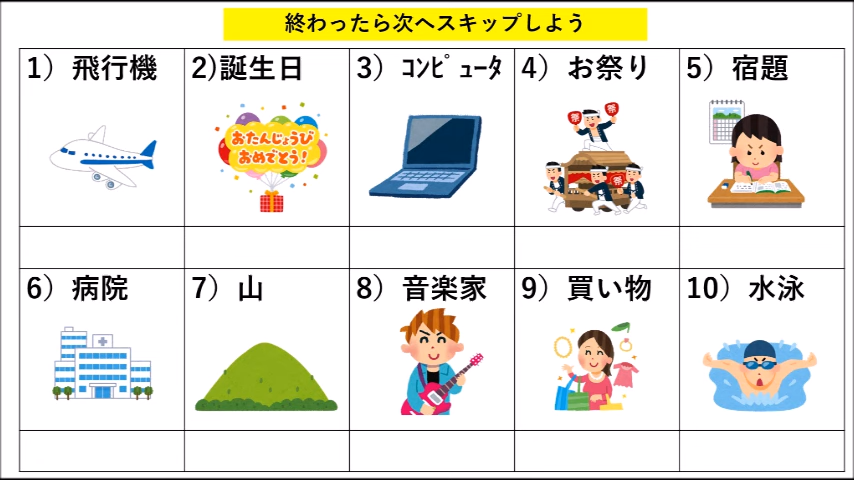 終わったら次へスキップしよう
1）飛行機
2)誕生日
3）ｺﾝﾋﾟｭｰﾀ
4）お祭り
5）宿題
おたんじょうび
おめでとう！
祭
祭
祭
祭
6）病院
7）山
8）音楽家
9）買い物
10）水泳